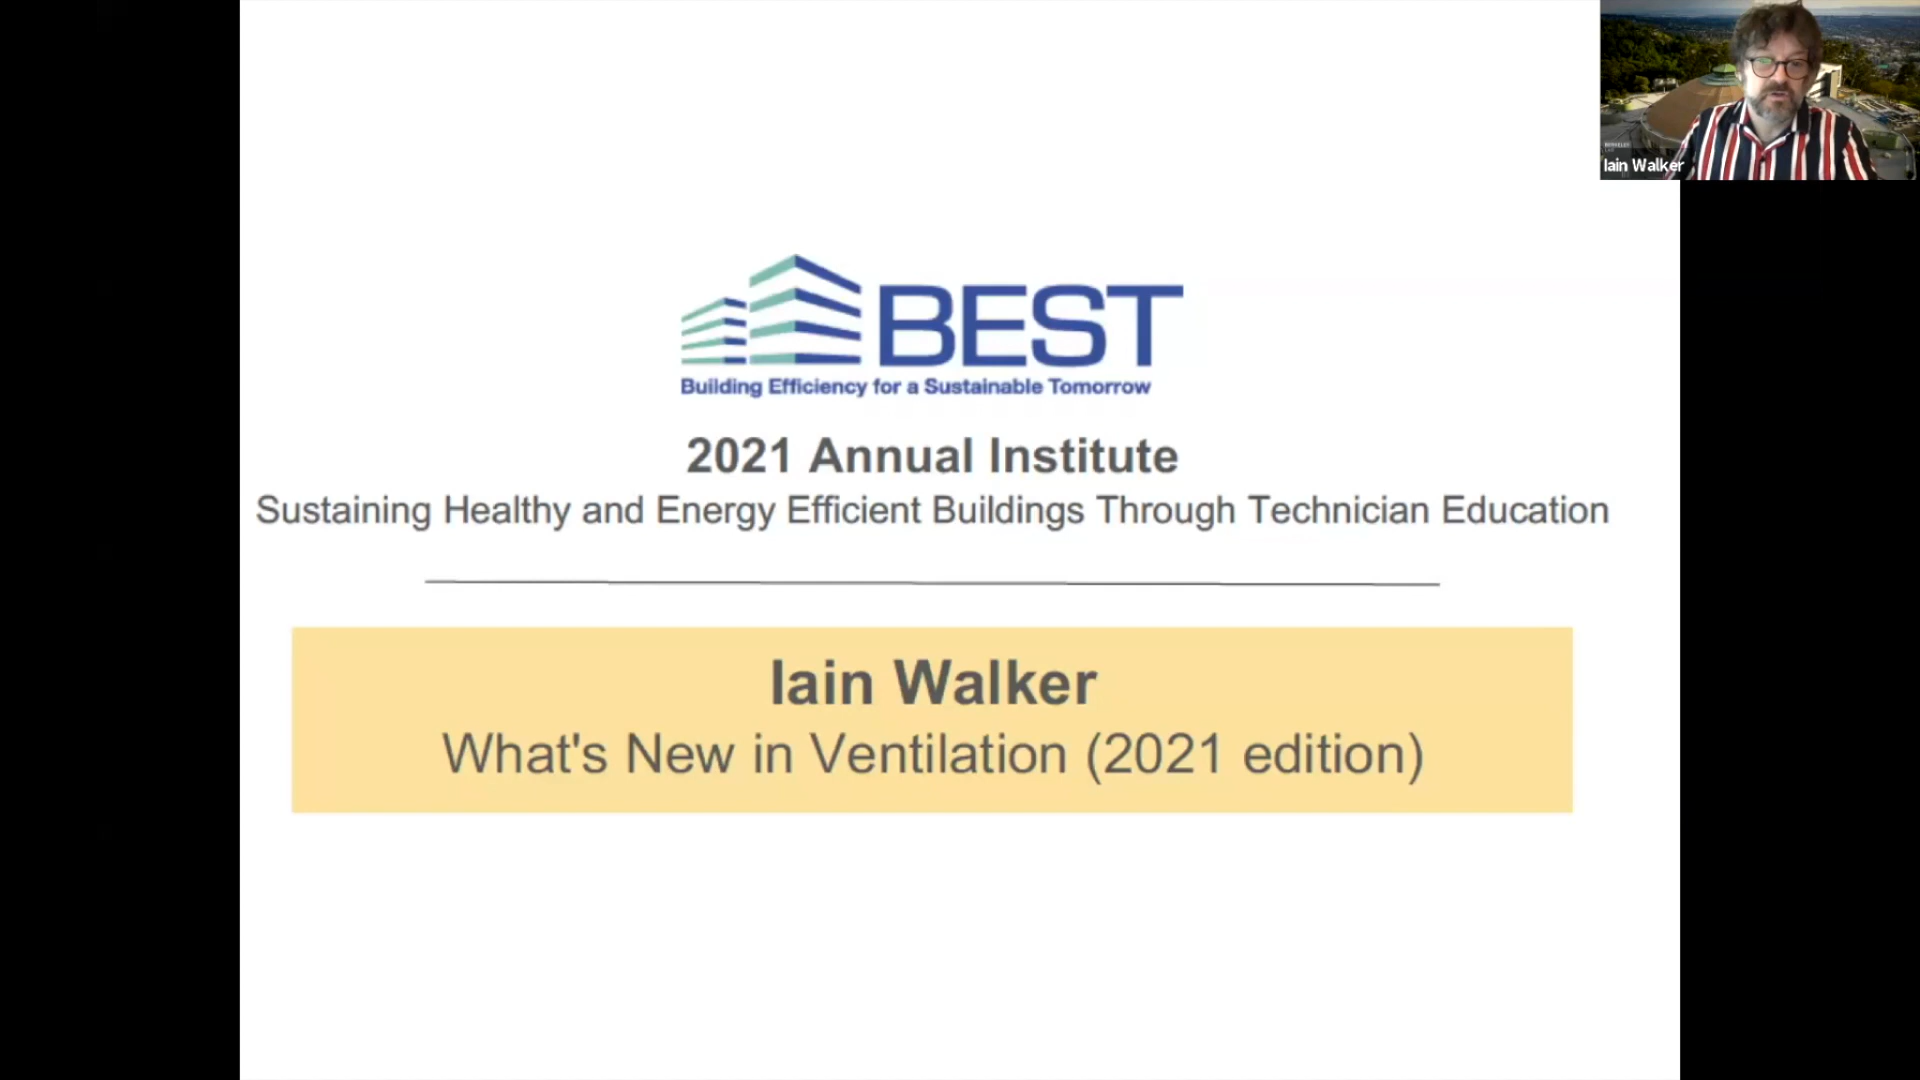 BEST
Building Efficiency for a Sustainable Tomorrow
2021 Annual Institute
Sustaining Healthy and Energy Efficient Buildings Through Technician Education
Iain Walker
What's New in Ventilation (2021 edition)
Iain Walker